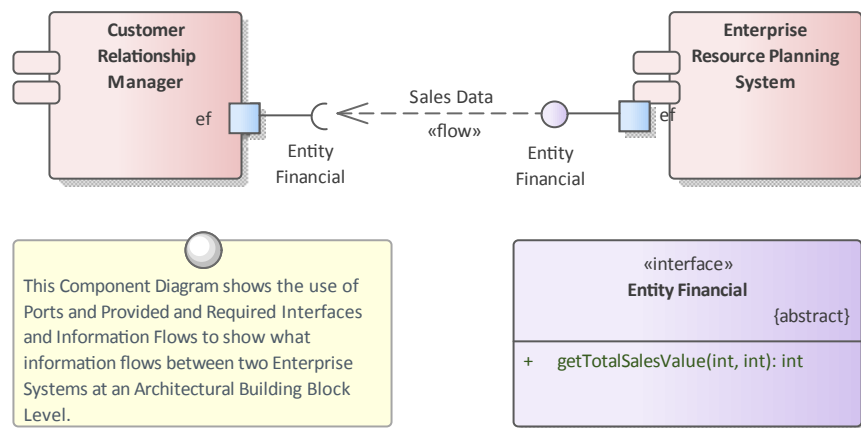 Customer
Relationship
Manager
ef
Entity
Financial
Sales Data
«flow»
Entity
Financial
Enterprise
Resource Planning
System
ef
This Component Diagram shows the use of
Ports and Provided and Required Interfaces
and Information Flows to show what
information flows between two Enterprise
Systems at an Architectural Building Block
Level.
«interface»
Entity Financial
{abstract}
+ getTotalSalesValue(int, int): int